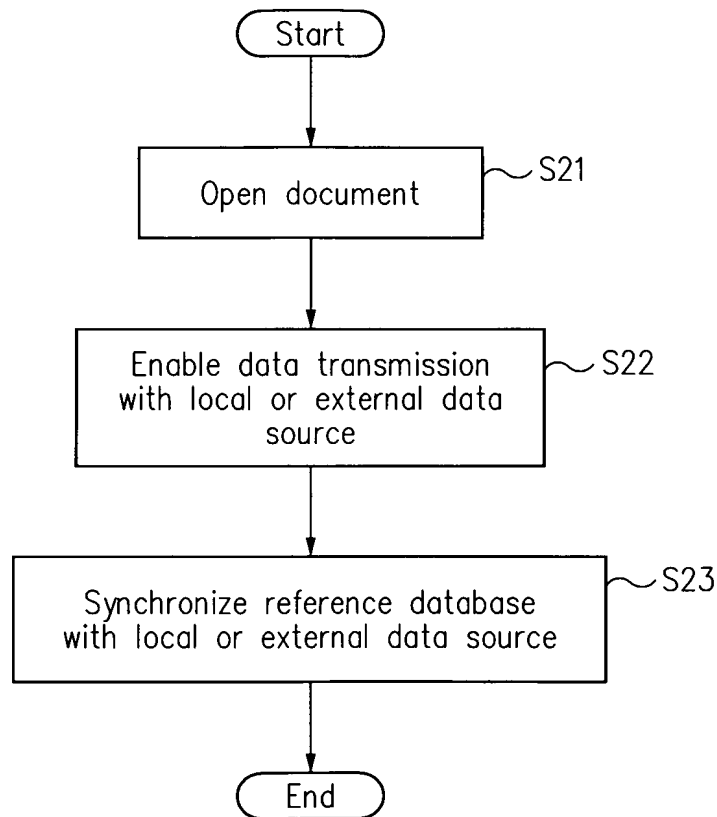 Start
Open document
S21
Enable data transmission
with local or external data
source
S22
Synchronize reference database
with local or external data source
S23
End